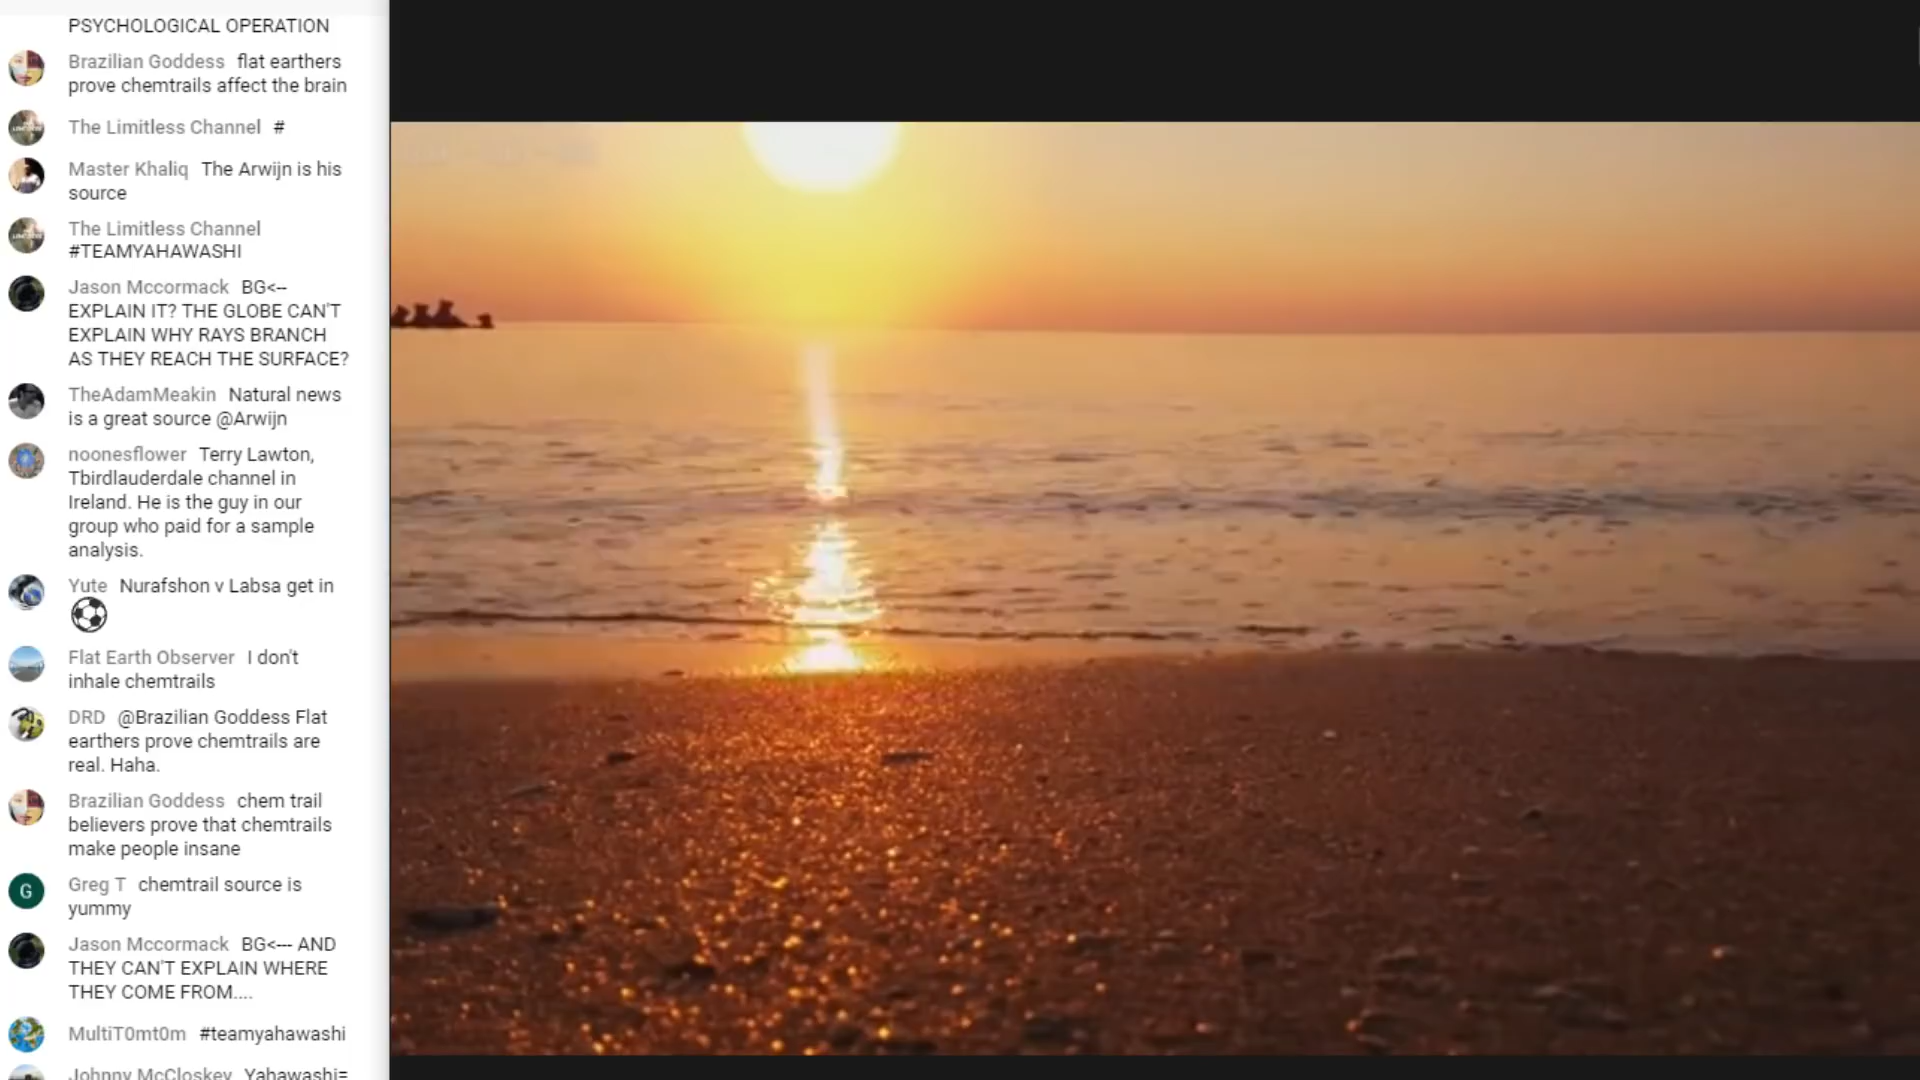 PSYCHOLOGICAL OPERATION
Brazilian Goddess flat earthers
prove chemtrails affect the brain
The Limitless Channel #
Master Khaliq The Arwijn is his
source
The Limitless Channel
#TEAMYAHAWASHI
Jason Mccormack BG<--
EXPLAIN IT? THE GLOBE CAN'T
EXPLAIN WHY RAYS BRANCH
AS THEY REACH THE SURFACE?
TheAdamMeakin Natural news
is a great source @Arwijn
noonesflower Terry Lawton,
Tbirdlauderdale channel in
Ireland. He is the guy in our
group who paid for a sample
analysis.
Yute Nurafshon v Labsa get in
⚽
Flat Earth Observer I don't
inhale chemtrails
DRD @Brazilian Goddess Flat
earthers prove chemtrails are
real. Haha.
Brazilian Goddess chem trail
believers prove that chemtrails
make people insane
G
Greg T chemtrail source is
yummy
Jason Mccormack BG<--- AND
THEY CAN'T EXPLAIN WHERE
THEY COME FROM....
MultiT0mt0m #teamyahawashi
Johnny McCloskey Yahawashi=